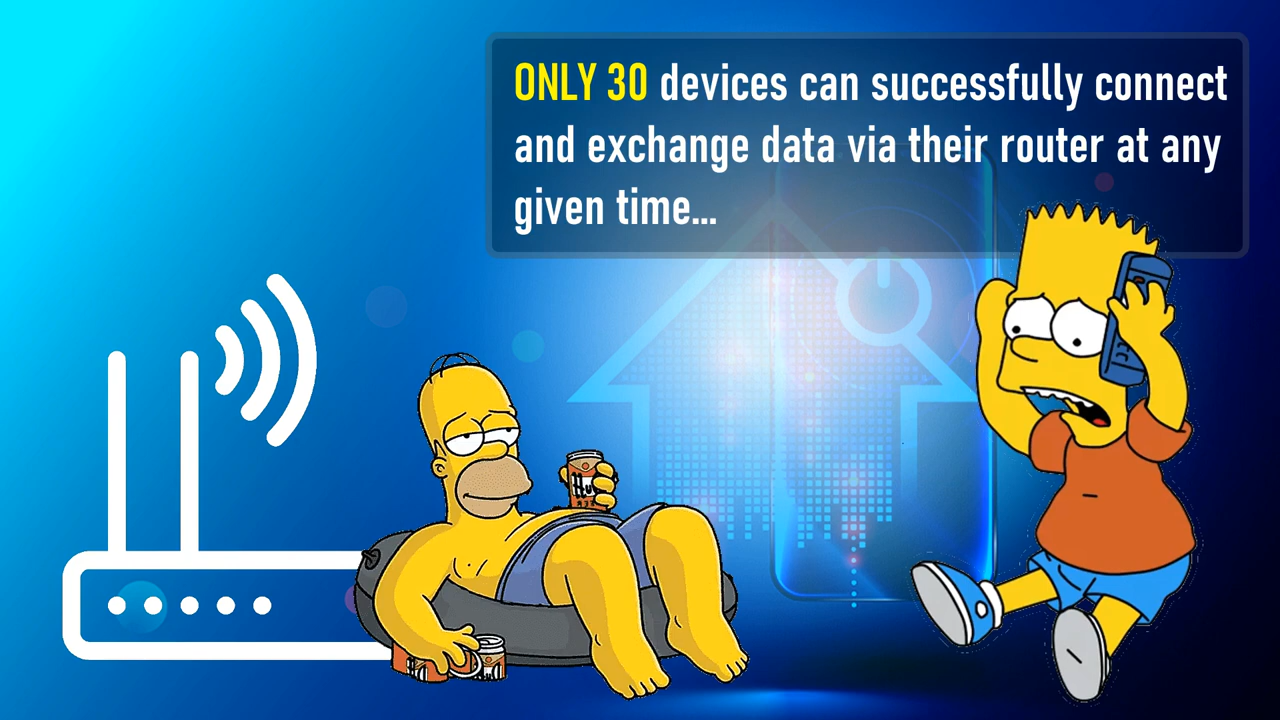 ONLY 30 devices can successfully connect
and exchange data via their router at any
given time...